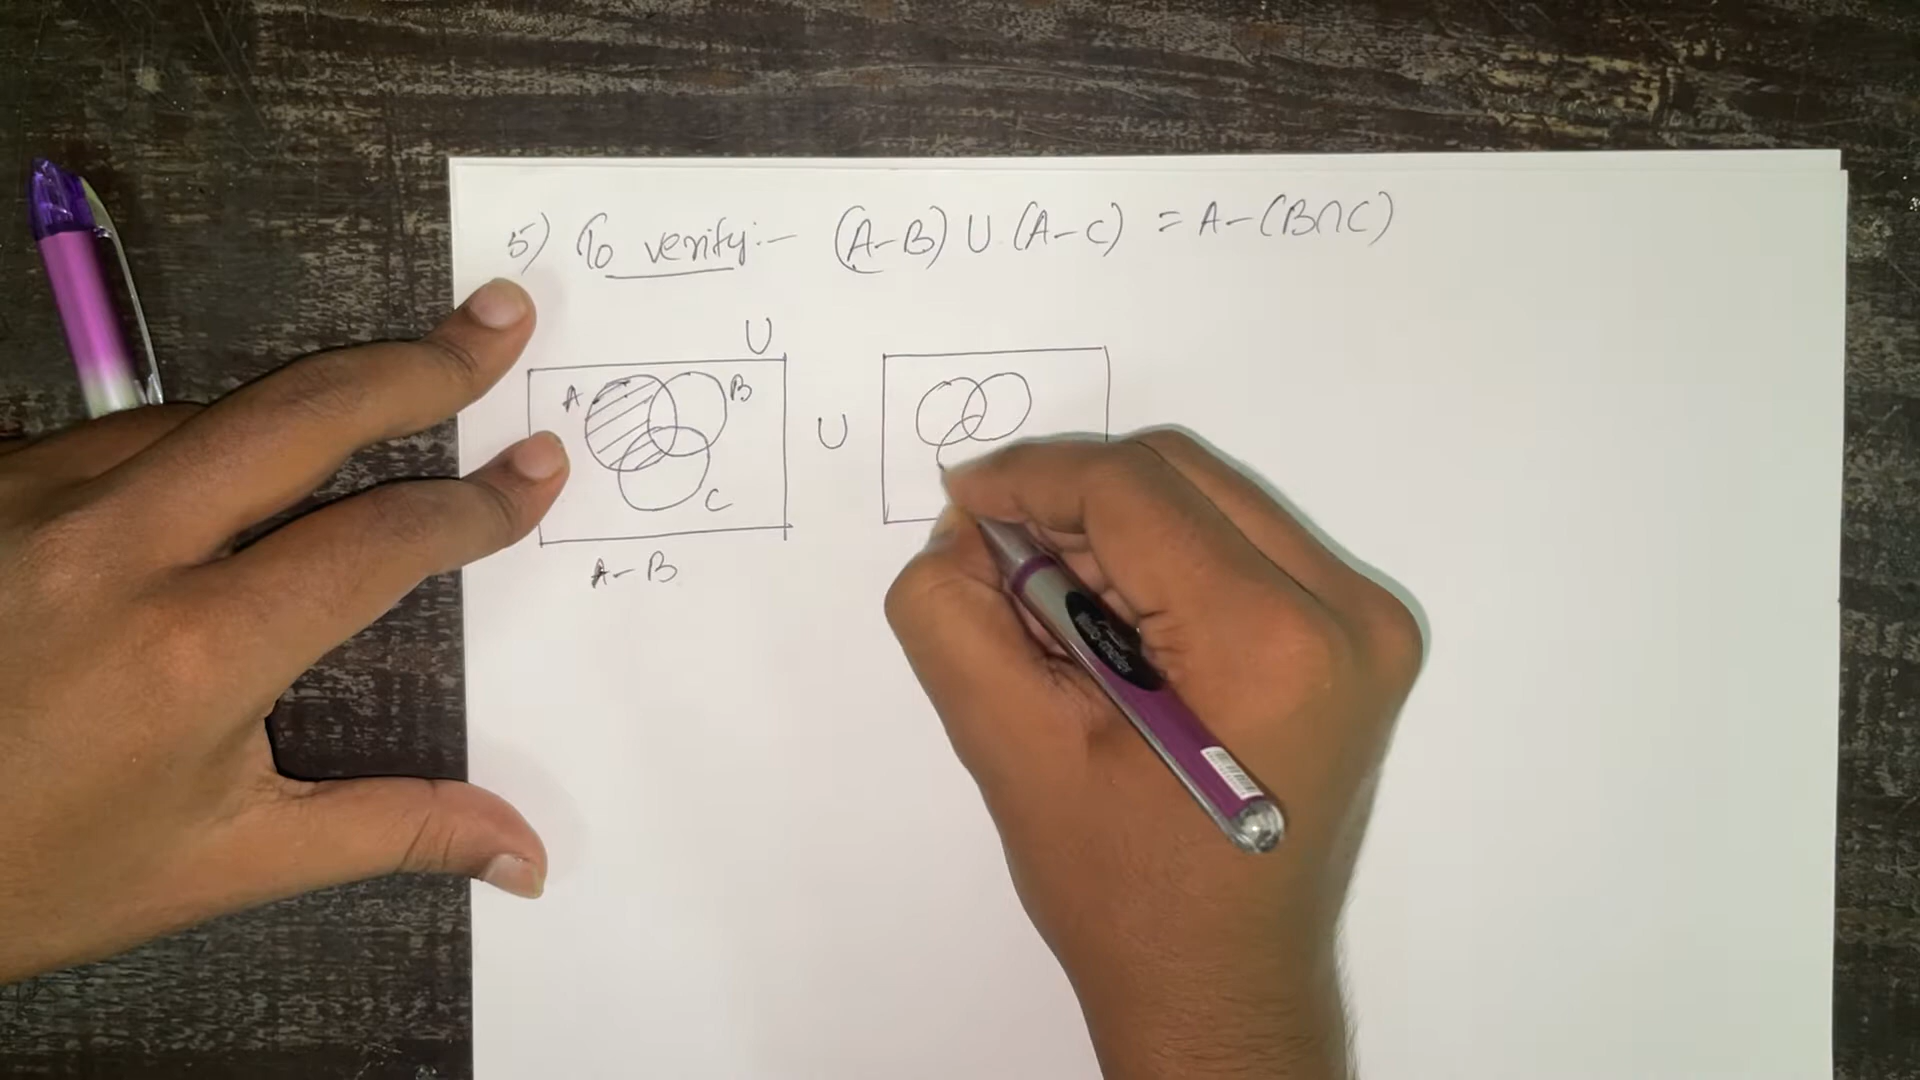 5) To verify:- (A-B) U (A-C) = A-(B∩C)
U
A B U
C
A-B